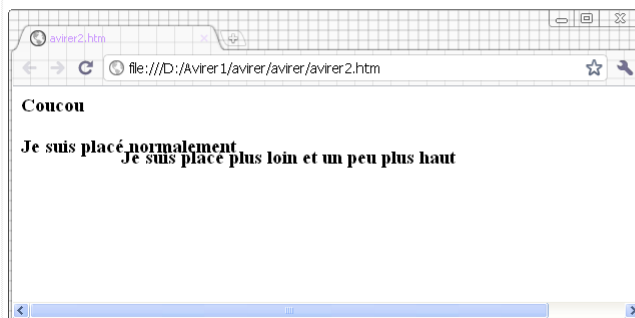 avirer2.htm
file:///D:/Avirer1/avirer/avirer/avirer2.htm
Coucou
Je suis placé normalement
Je suis placé plus loin et un peu plus haut